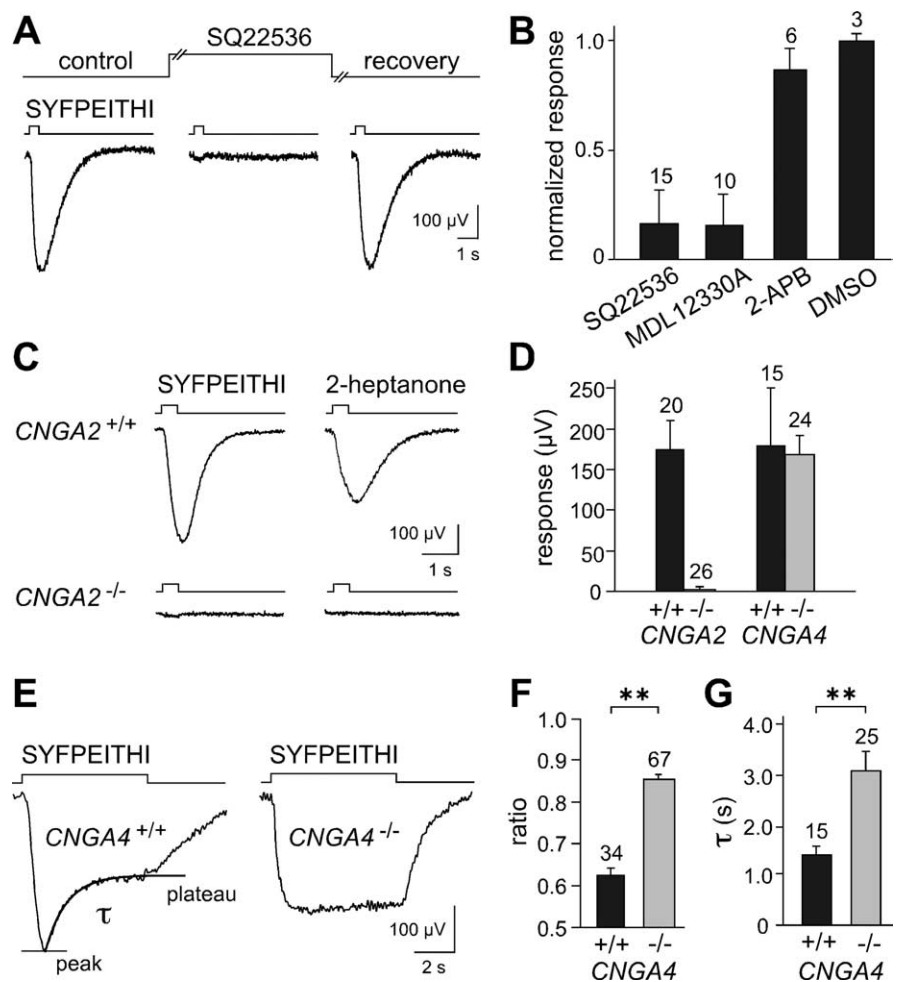 A
SQ22536
control
recovery
SYFPEITHI
100 µV
1 s
B
normalized response
1.0
0.5
0
15
10
6
3
SQ22536
MDL12330A
2-APB
DMSO
C
SYFPEITHI
2-heptanone
CNGA2 +/+
100 µV
1 s
CNGA2 -/-
D
response (µV)
250
200
150
100
50
0
20
26
15
24
+/+ -/- +/+ -/-
CNGA2 CNGA4
E
SYFPEITHI
SYFPEITHI
CNGA4 +/+
CNGA4 -/-
τ
plateau
peak
100 µV
2 s
F
**
ratio
1.0
0.9
0.8
0.7
0.6
0.5
34
67
+/+ -/-
CNGA4
G
**
τ (s)
4.0
3.0
2.0
1.0
0
15
25
+/+ -/-
CNGA4